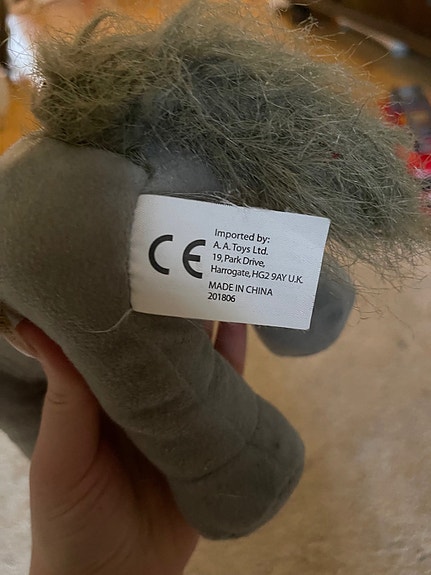 CE
Imported by:
A. A. Toys Ltd.
19, Park Drive,
Harrogate, HG2 9AY U.K.
MADE IN CHINA
201806